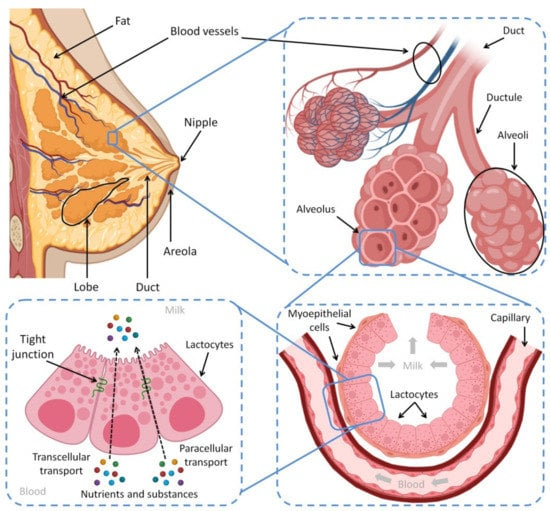 Fat
Blood vessels
Nipple
Areola
Lobe
Duct
Duct
Ductule
Alveoli
Alveolus
Milk
Tight
junction
Lactocytes
Transcellular
transport
Paracellular
transport
Nutrients and substances
Blood
Myoepithelial
cells
Capillary
Milk
Lactocytes
Blood